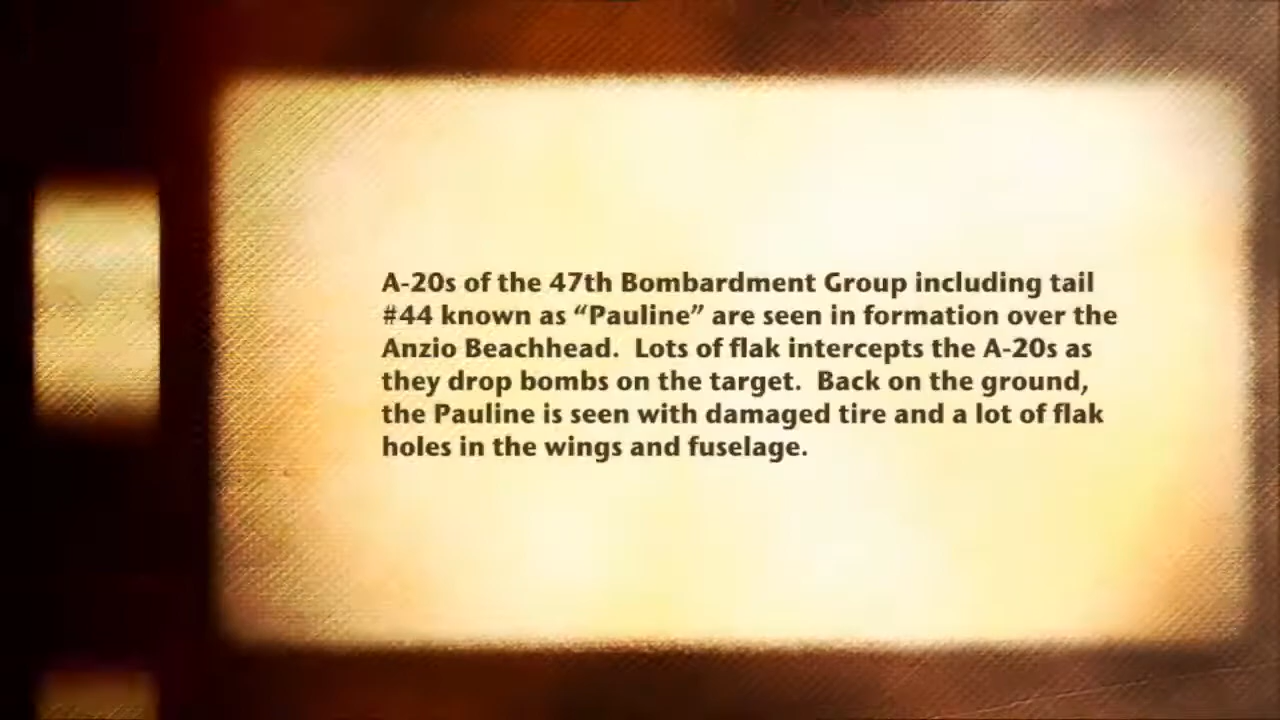 A-20s of the 47th Bombardment Group including tail
#44 known as “Pauline” are seen in formation over the
Anzio Beachhead.  Lots of flak intercepts the A-20s as
they drop bombs on the target.  Back on the ground,
the Pauline is seen with damaged tire and a lot of flak
holes in the wings and fuselage.